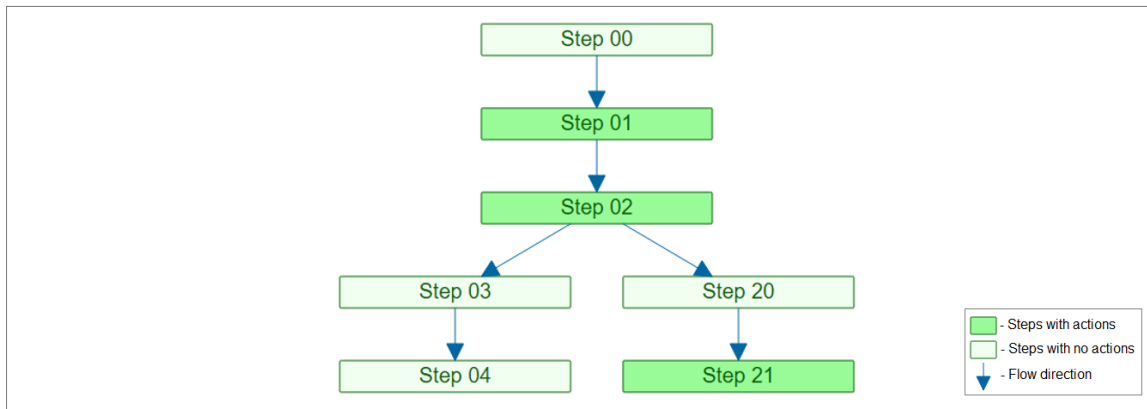 Step 00
Step 01
Step 02
Step 03
Step 20
Step 04
Step 21
- Steps with actions
- Steps with no actions
- Flow direction